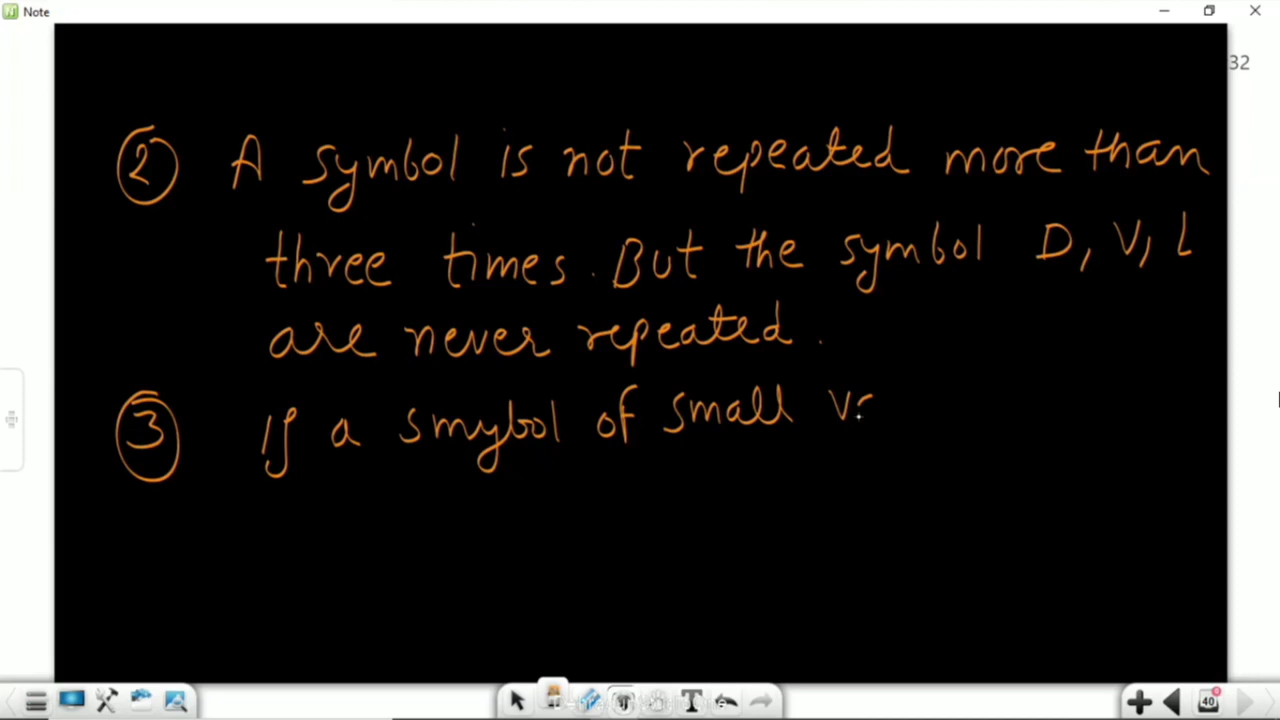 Note
32
② A symbol is not repeated more than
three times. But the symbol D, V, L
are never repeated.
③ If a smybol of small
40